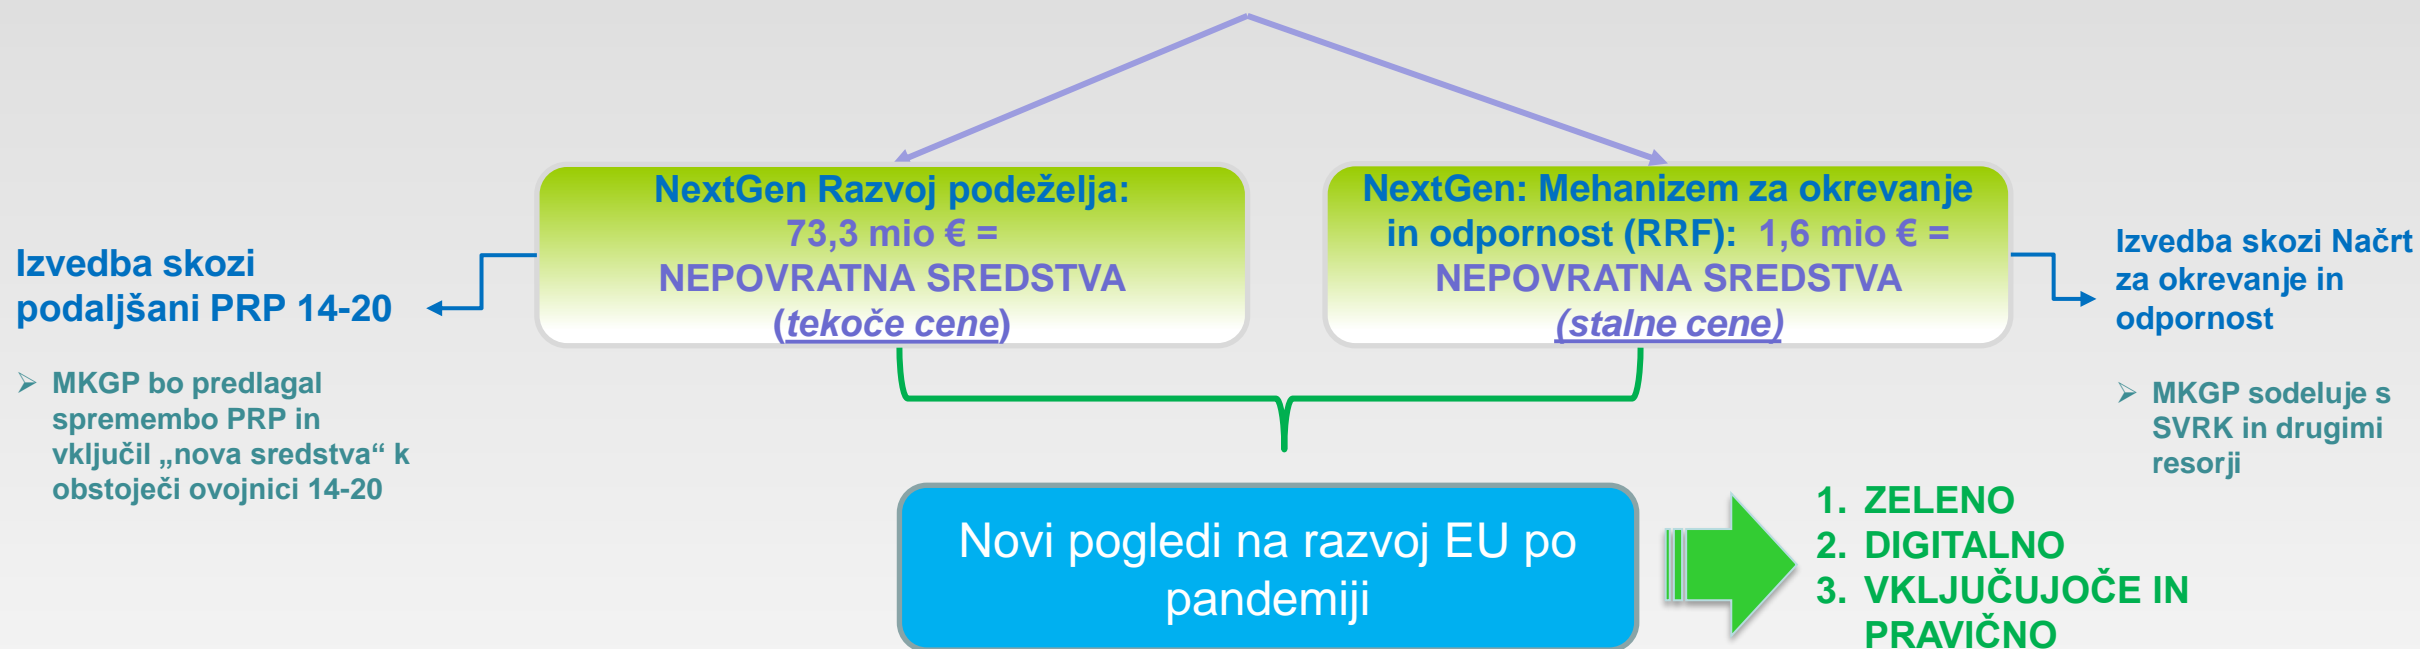 NextGen Razvoj podeželja:
73,3 mio € =
NEPOVRATNA SREDSTVA
(tekoče cene)
NextGen: Mehanizem za okrevanje
in odpornost (RRF): 1,6 mio € =
NEPOVRATNA SREDSTVA
(stalne cene)
Izvedba skozi
podaljšani PRP 14-20
➢ MKGP bo predlagal
spremembo PRP in
vključil „nova sredstva“ k
obstoječi ovojnici 14-20
Izvedba skozi Načrt
za okrevanje in
odpornost
➢ MKGP sodeluje s
SVRK in drugimi
resorji
Novi pogledi na razvoj EU po
pandemiji
1. ZELENO
2. DIGITALNO
3. VKLJUČUJOČE IN
PRAVIČNO